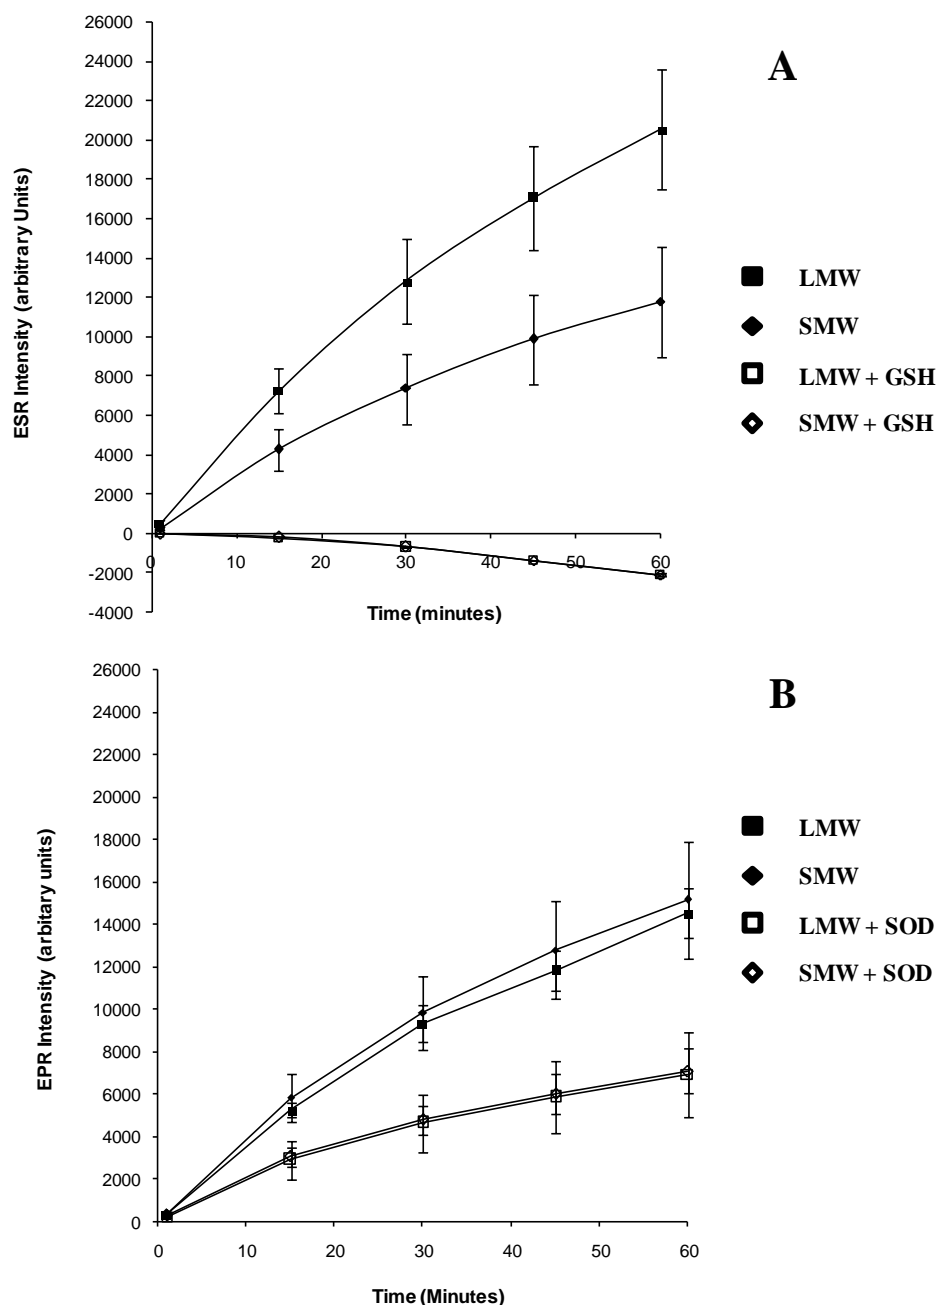 26000
24000
22000
20000
18000
16000
14000
12000
10000
8000
6000
4000
2000
0
-2000
-4000
ESR Intensity (arbitrary Units)
0 10 20 30 40 50 60
Time (minutes)
A
LMW
SMW
LMW + GSH
SMW + GSH
26000
24000
22000
20000
18000
16000
14000
12000
10000
8000
6000
4000
2000
0
EPR Intensity (arbitary units)
0 10 20 30 40 50 60
Time (Minutes)
B
LMW
SMW
LMW + SOD
SMW + SOD